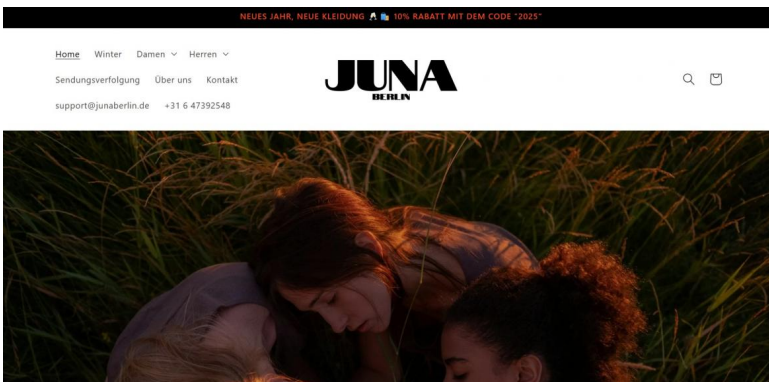 NEUES JAHR, NEUE KLEIDUNG 🥂 🛍️ 10% RABATT MIT DEM CODE "2025"
Home Winter Damen Herren
Sendungsverfolgung Über uns Kontakt
support@junaberlin.de +31 6 47392548
JUNA
BERLIN